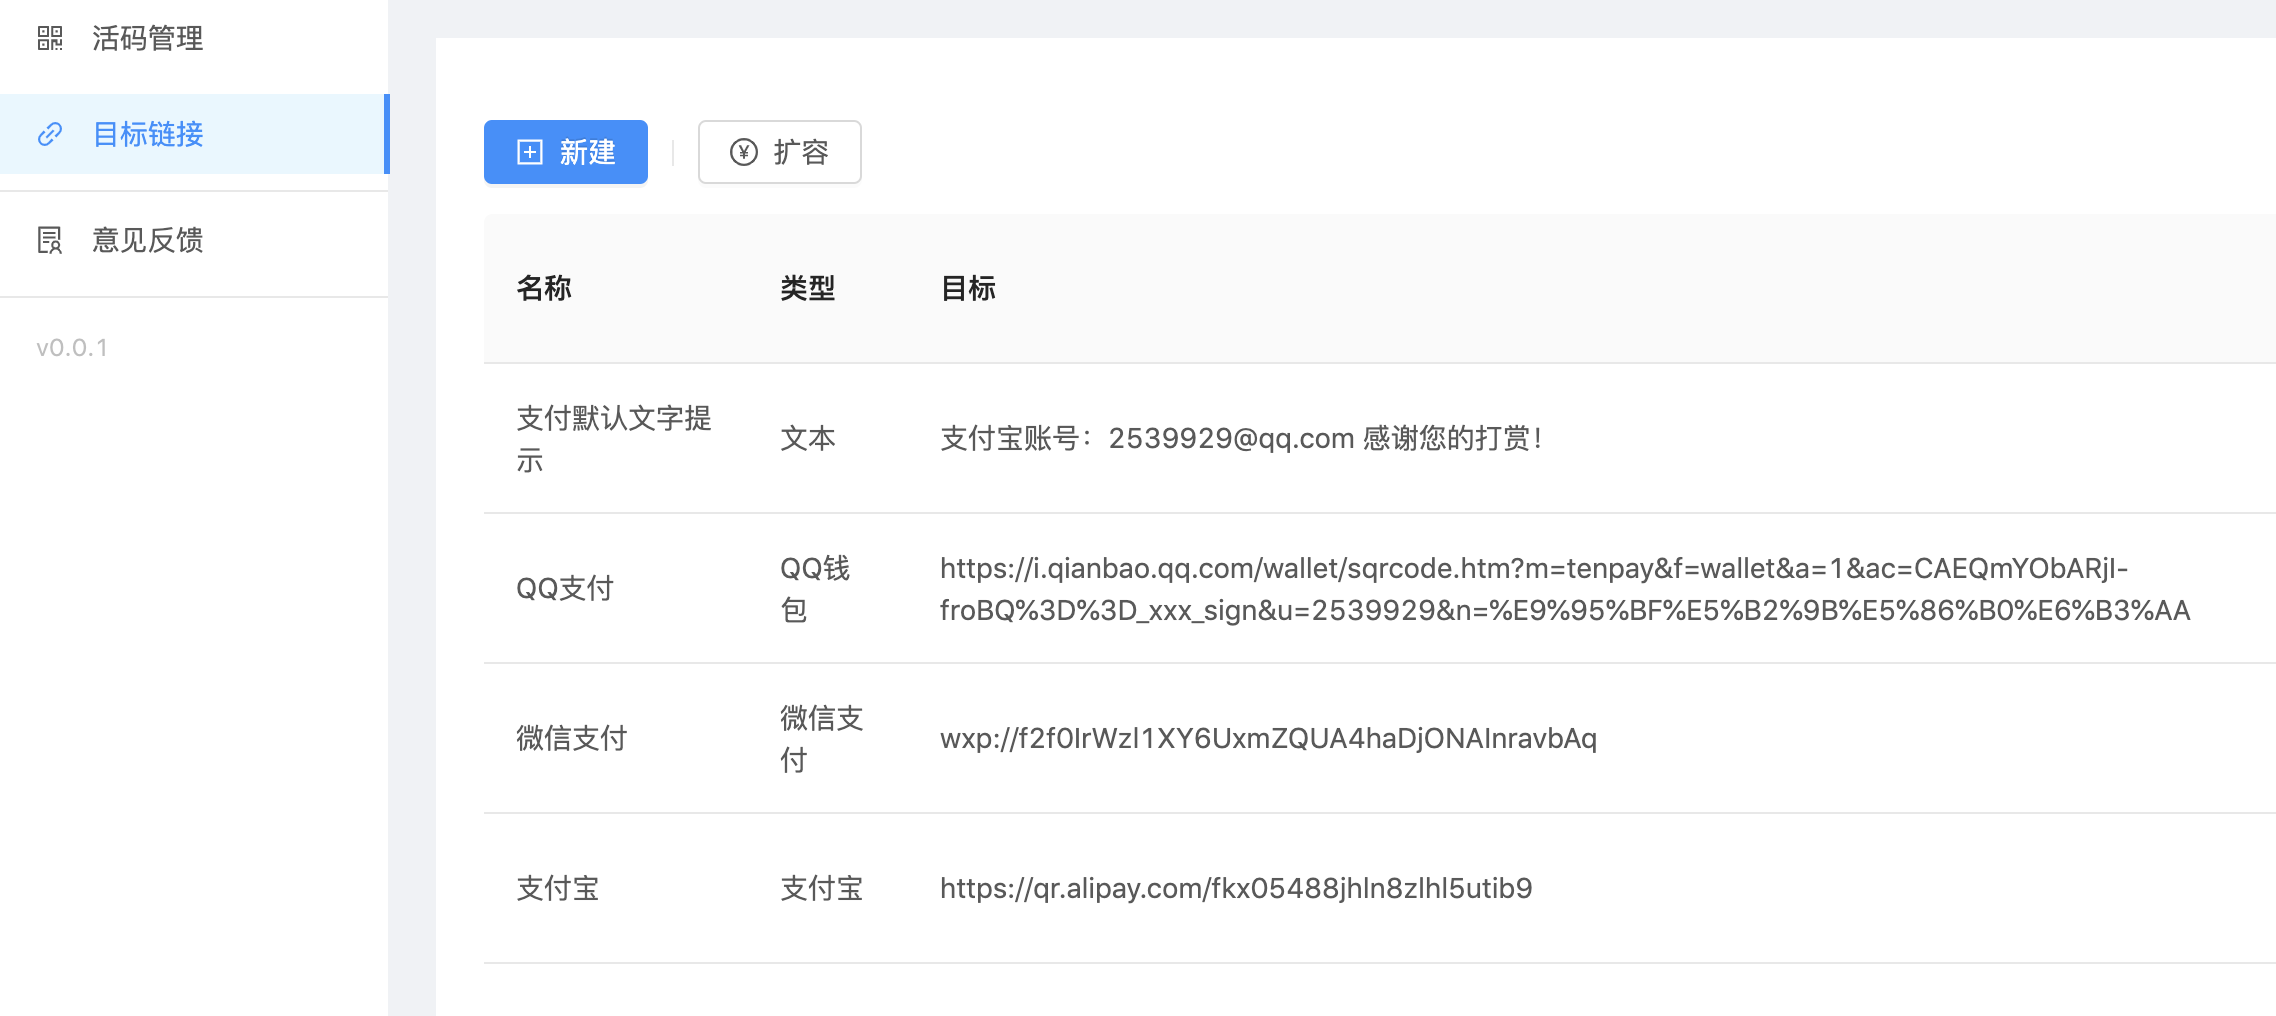 活码管理
目标链接
意见反馈
v0.0.1
新建
扩容
名称 类型 目标
支付默认文字提
示
文本
支付宝账号：2539929@qq.com 感谢您的打赏！
QQ支付
QQ钱
包
https://i.qianbao.qq.com/wallet/sqrcode.htm?m=tenpay&f=wallet&a=1&ac=CAEQmYObARjI-
froBQ%3D%3D_xxx_sign&u=2539929&n=%E9%95%BF%E5%B2%9B%E5%86%B0%E6%B3%AA
微信支付
微信支
付
wxp://f2f0IrWzl1XY6UxmZQUA4haDjONAInravbAq
支付宝
支付宝
https://qr.alipay.com/fkx05488jhln8zlhl5utib9